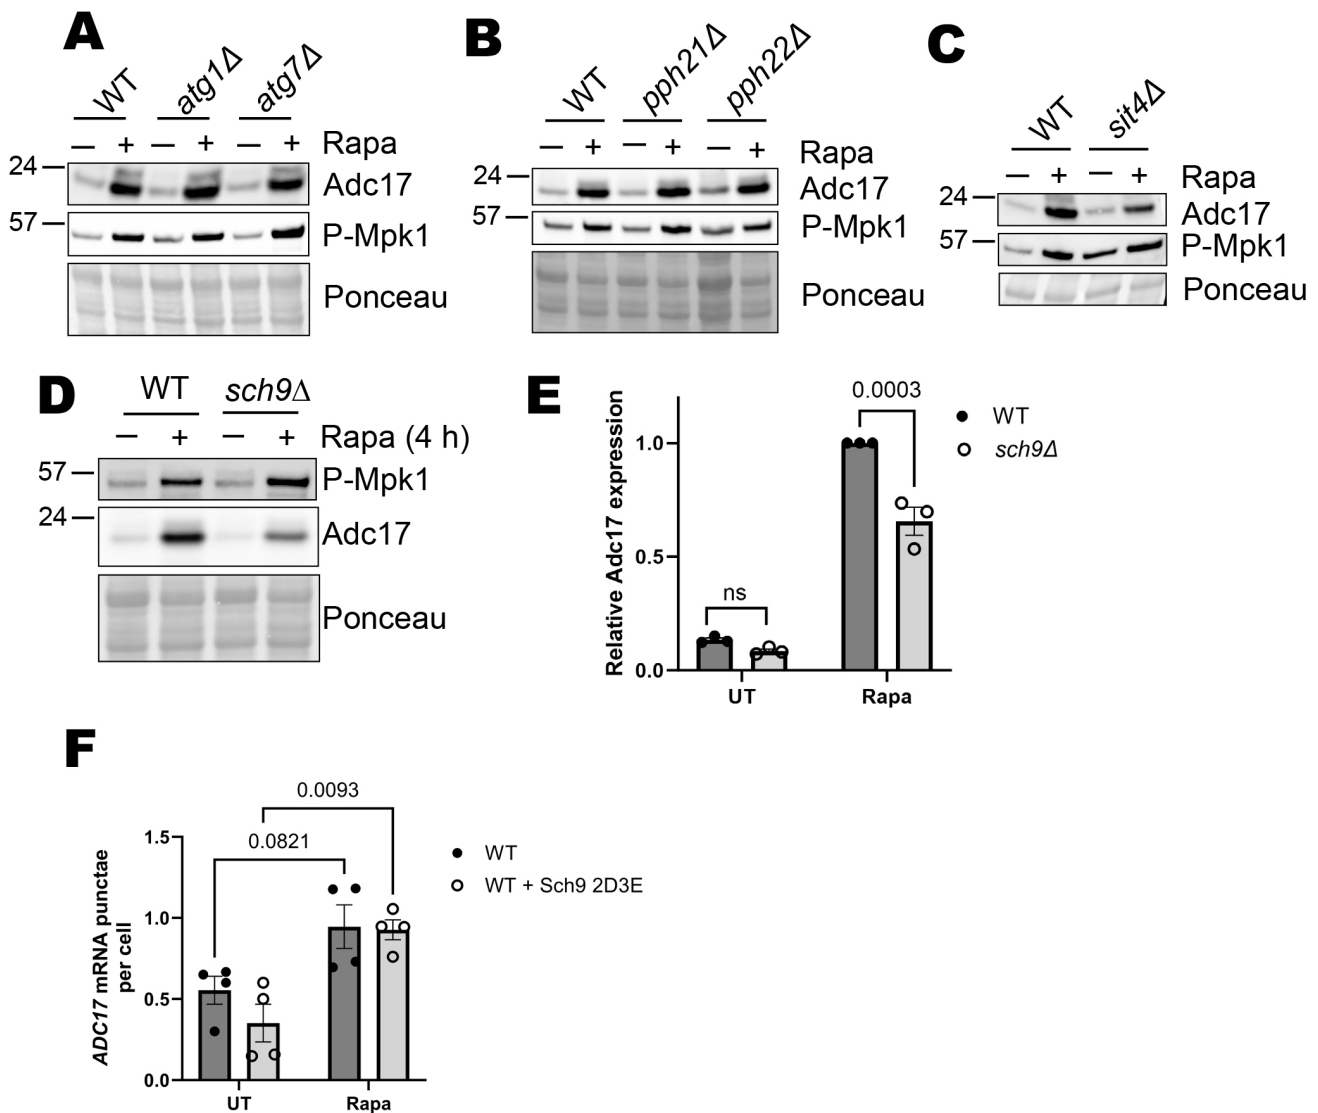 A
WT atg1Δ atg7Δ
— + — + — + Rapa
24 Adc17
57 P-Mpk1
Ponceau
B
WT pph21Δ pph22Δ
— + — + — + Rapa
24 Adc17
57 P-Mpk1
Ponceau
C
WT sit4Δ
— + — + Rapa
24 Adc17
57 P-Mpk1
Ponceau
D
WT sch9Δ
— + — + Rapa (4 h)
57 P-Mpk1
24 Adc17
Ponceau
E
Relative Adc17 expression
1.0
0.5
0.0
ns
0.0003
UT Rapa
WT
sch9Δ
F
ADC17 mRNA punctae
per cell
1.5
1.0
0.5
0.0
0.0093
0.0821
UT Rapa
WT
WT + Sch9 2D3E